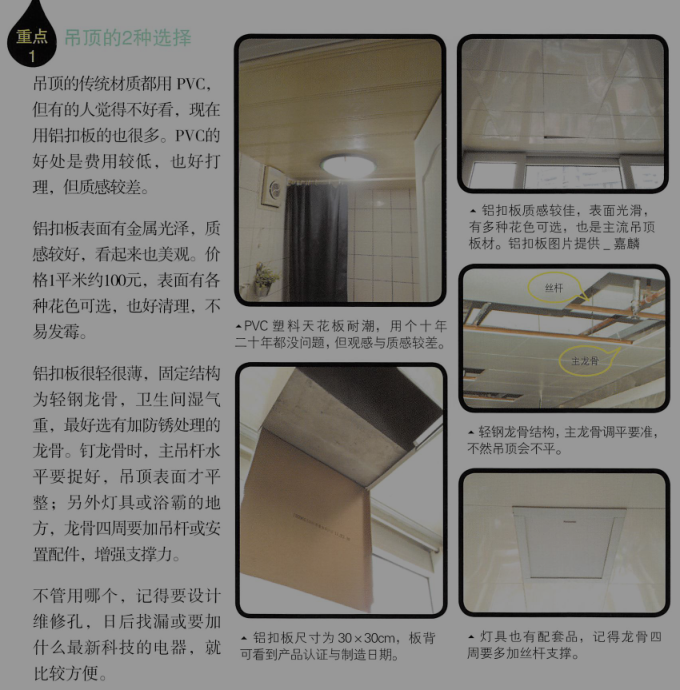 重点
1
吊顶的2种选择
吊顶的传统材质都用 PVC，
但有的人觉得不好看，现在
用铝扣板的也很多。PVC的
好处是费用较低，也好打
理，但质感较差。
铝扣板表面有金属光泽，质
感较好，看起来也美观。价
格1平米约100元，表面有各
种花色可选，也好清理，不
易发霉。
铝扣板很轻很薄，固定结构
为轻钢龙骨，卫生间湿气
重，最好选有加防锈处理的
龙骨。钉龙骨时，主吊杆水
平要捉好，吊顶表面才平
整；另外灯具或浴霸的地
方，龙骨四周要加吊杆或安
置配件，增强支撑力。
不管用哪个，记得要设计
维修孔，日后找漏或要加
什么最新科技的电器，就
比较方便。
PVC 塑料天花板耐潮，用个十年
二十年都没问题，但观感与质感较差。
铝扣板尺寸为 30×30cm，板背
可看到产品认证与制造日期。
铝扣板质感较佳，表面光滑，
有多种花色可选，也是主流吊顶
板材。铝扣板图片提供 _ 嘉麟
丝杆
主龙骨
轻钢龙骨结构，主龙骨调平要准，
不然吊顶会不平。
灯具也有配套品，记得龙骨四
周要多加丝杆支撑。